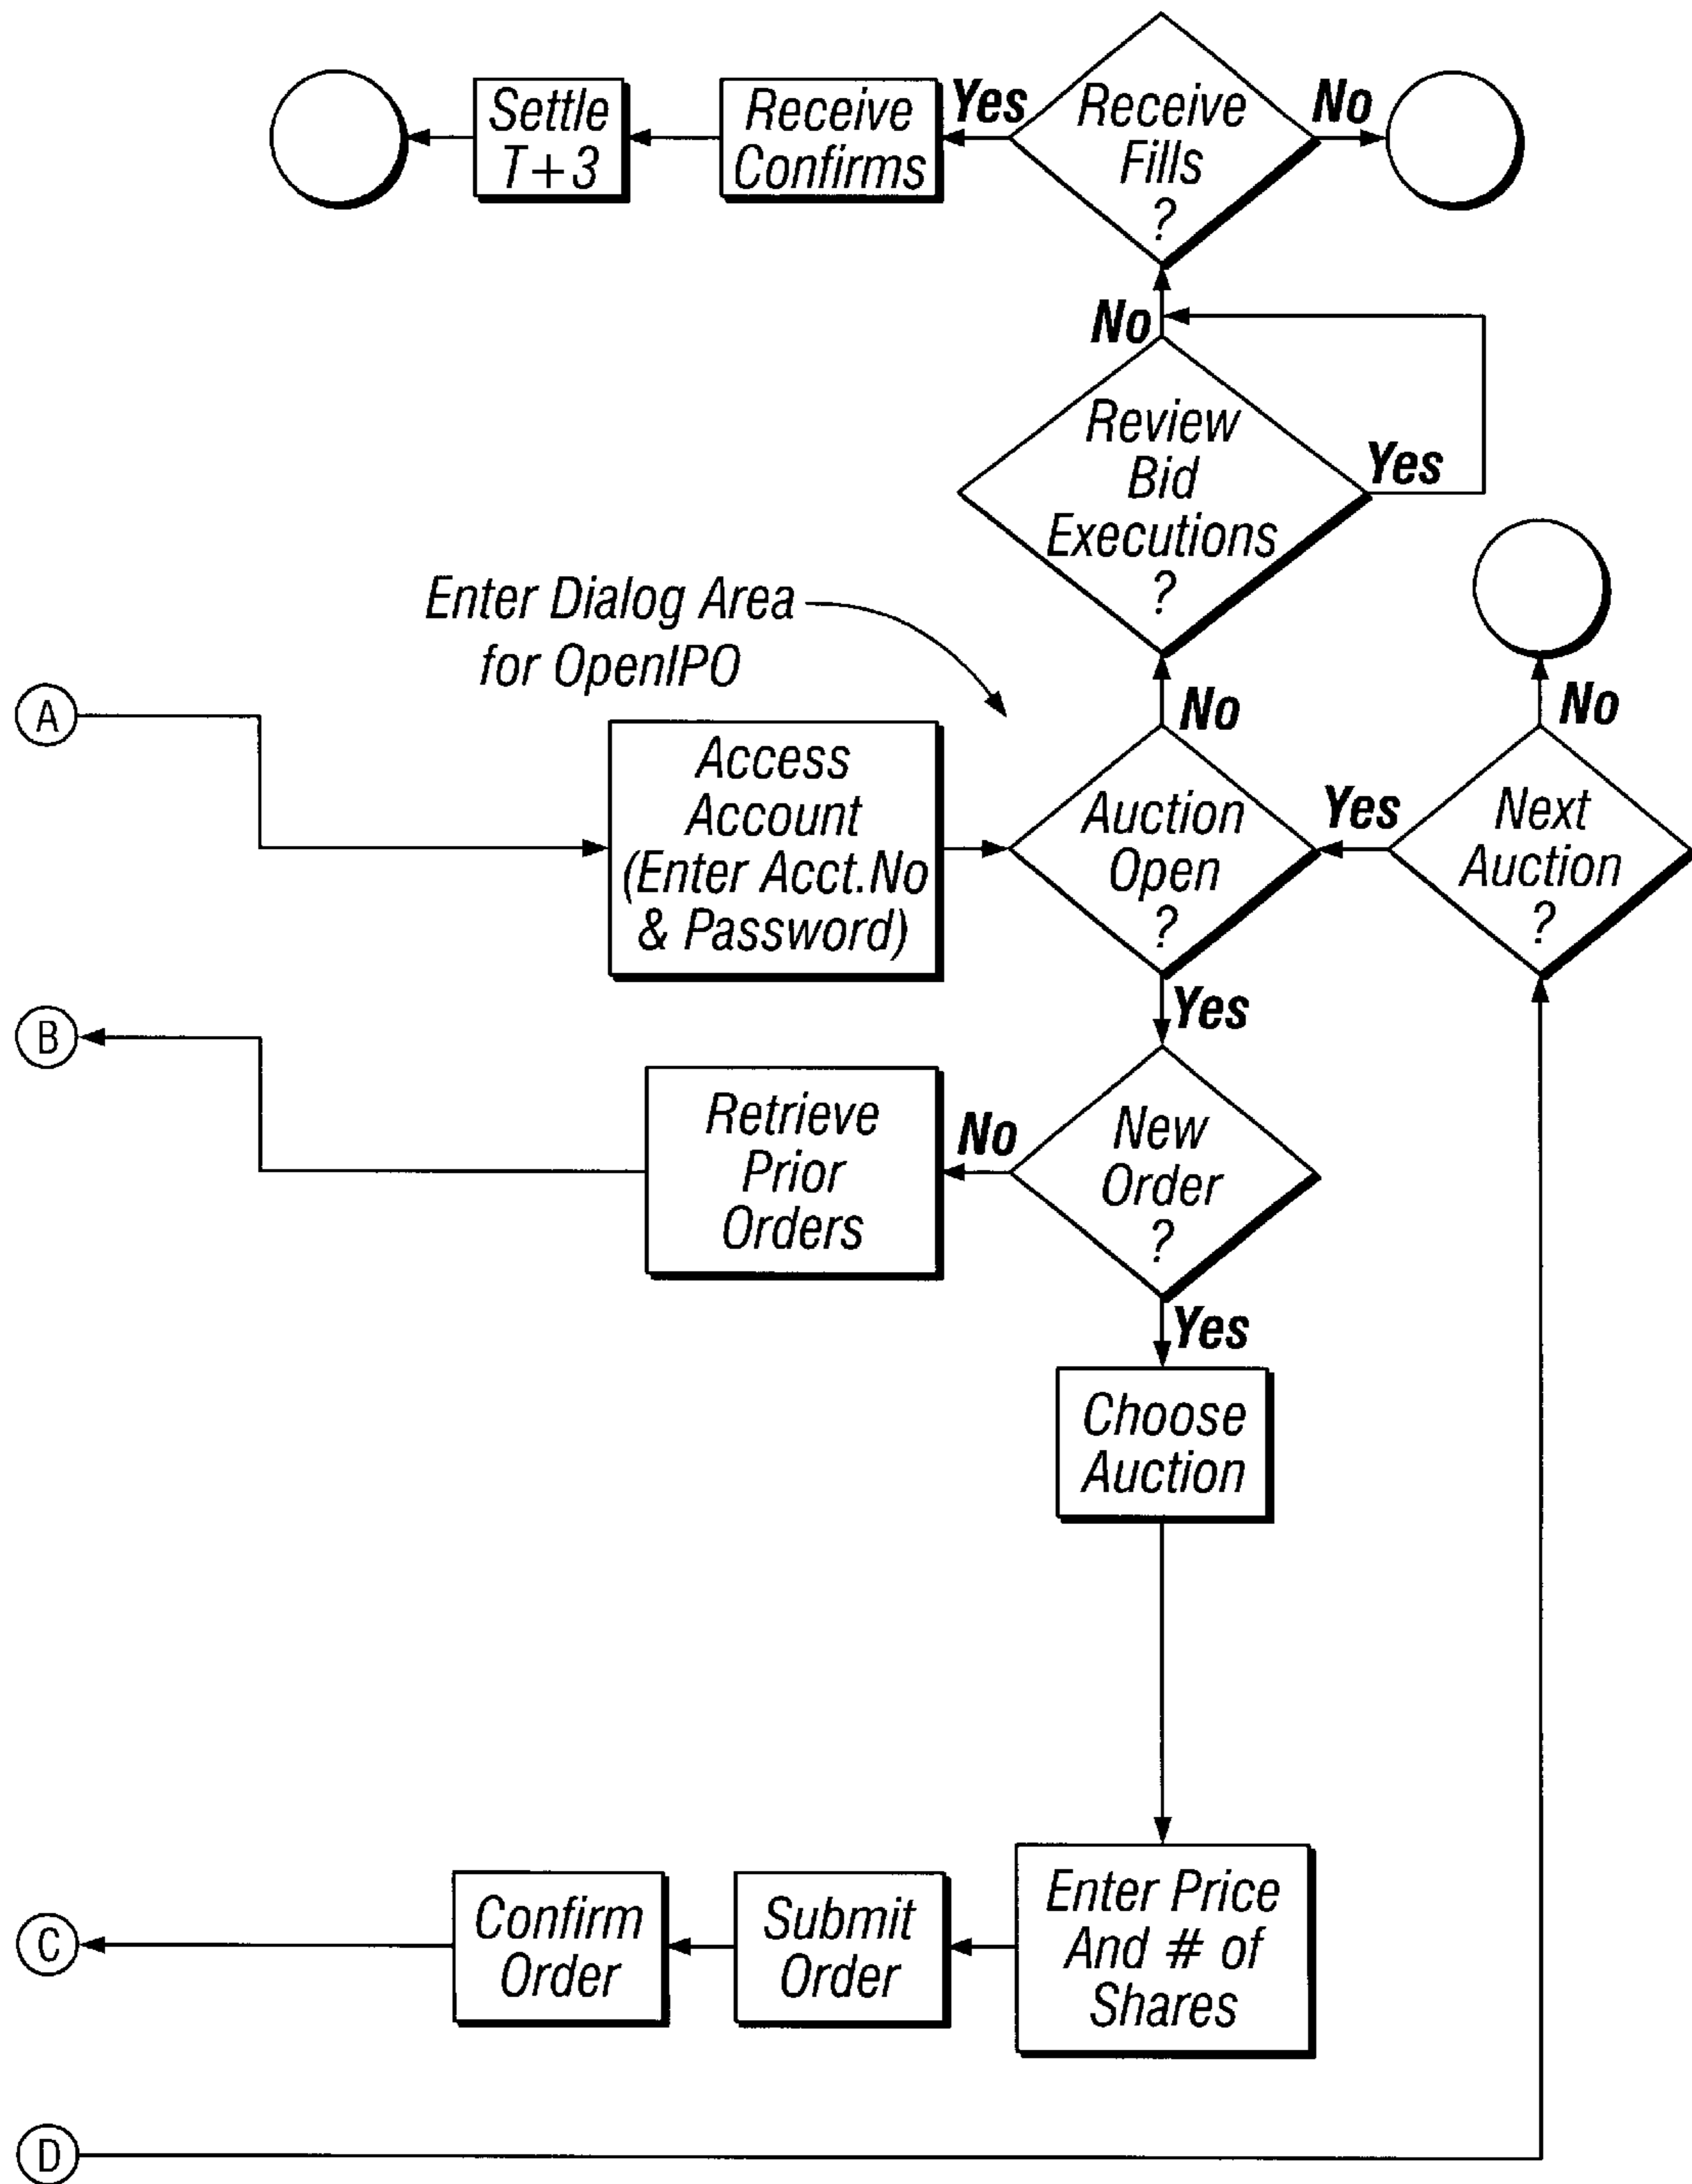 Settle
T+3
Receive
Confirms
Yes
Receive
Fills
?
No
No
Review
Bid
Executions
?
Yes
Enter Dialog Area
for OpenIPO
No
No
A
Access
Account
(Enter Acct.No
& Password)
Auction
Open
?
Yes
Next
Auction
?
Yes
B
Retrieve
Prior
Orders
No
New
Order
?
Yes
Choose
Auction
C
Confirm
Order
Submit
Order
Enter Price
And # of
Shares
D